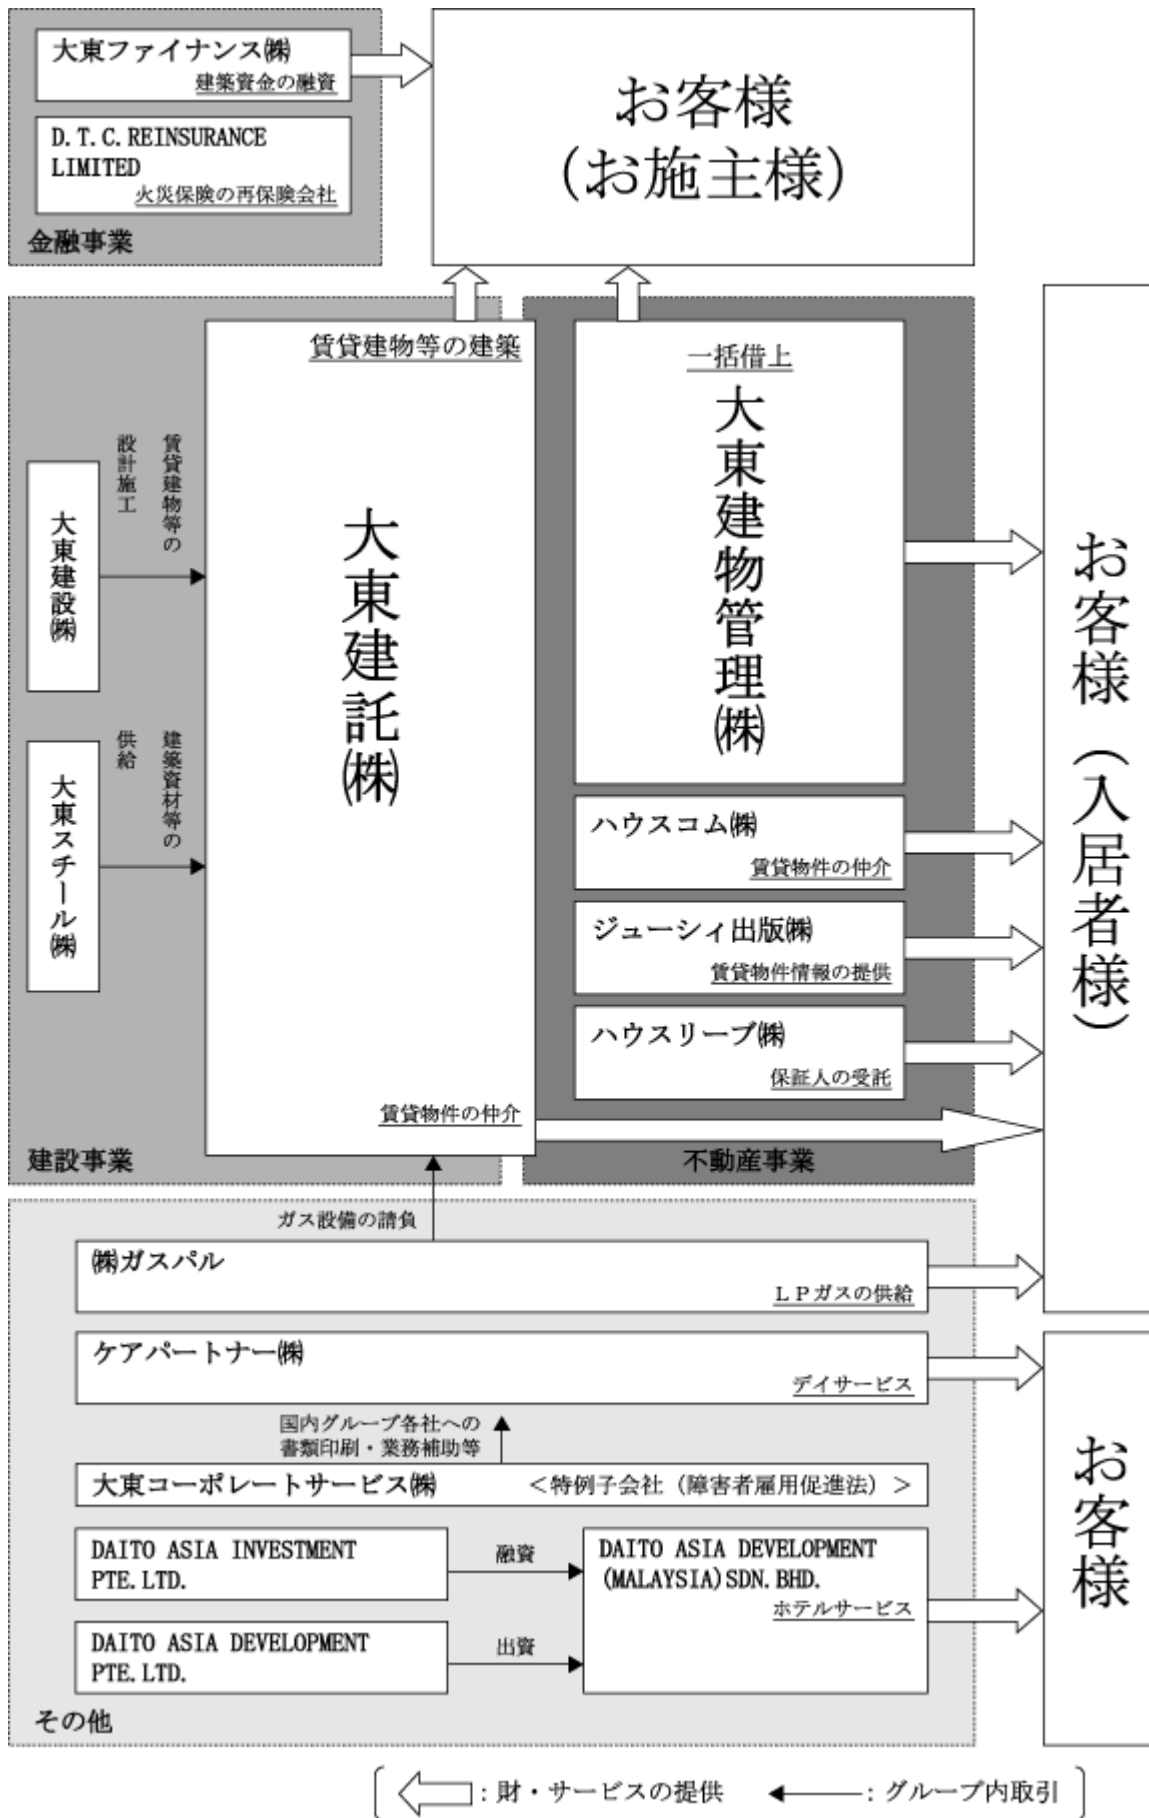 大東ファイナンス㈱
建築資金の融資
D.T.C.REINSURANCE
LIMITED
火災保険の再保険会社
金融事業
お客様
(お施主様)
賃貸建物等の建築
大東建託㈱
賃貸物件の仲介
賃貸建物等の
設計施工
大東建設㈱
建築資材等の
供給
大東スチール㈱
建設事業
一括借上
大東建物管理㈱
ハウスコム㈱
賃貸物件の仲介
ジューシィ出版㈱
賃貸物件情報の提供
ハウスリーブ㈱
保証人の受託
不動産事業
お客様（入居者様）
ガス設備の請負
㈱ガスパル
ＬＰガスの供給
ケアパートナー㈱
デイサービス
国内グループ各社への
書類印刷・業務補助等
大東コーポレートサービス㈱　＜特例子会社（障害者雇用促進法）＞
DAITO ASIA INVESTMENT
PTE.LTD.
融資
DAITO ASIA DEVELOPMENT
(MALAYSIA)SDN.BHD.
ホテルサービス
DAITO ASIA DEVELOPMENT
PTE.LTD.
出資
その他
お客様
：財・サービスの提供　：グループ内取引